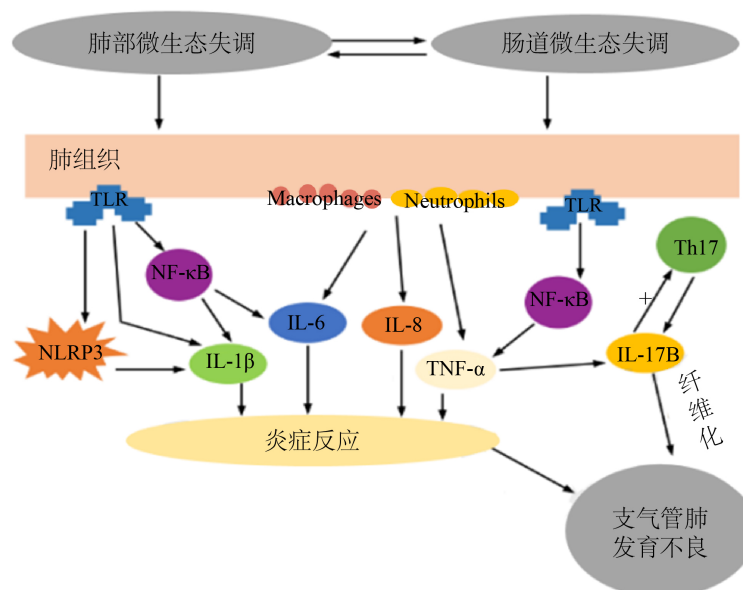 肺部微生态失调
肠道微生态失调
肺组织
TLR
Macrophages
Neutrophils
TLR
Th17
NF-κB
NF-κB
+
IL-6
IL-8
NLRP3
IL-1β
TNF-α
IL-17B
纤维化
炎症反应
支气管肺
发育不良